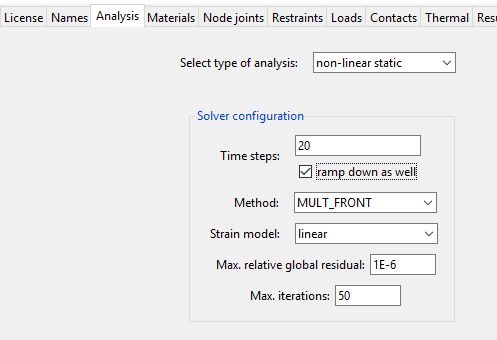 License Names Analysis Materials Node joints Restraints Loads Contacts Thermal
Select type of analysis: non-linear static
Solver configuration
Time steps: 20
ramp down as well
Method: MULT_FRONT
Strain model: linear
Max. relative global residual: 1E-6
Max. iterations: 50